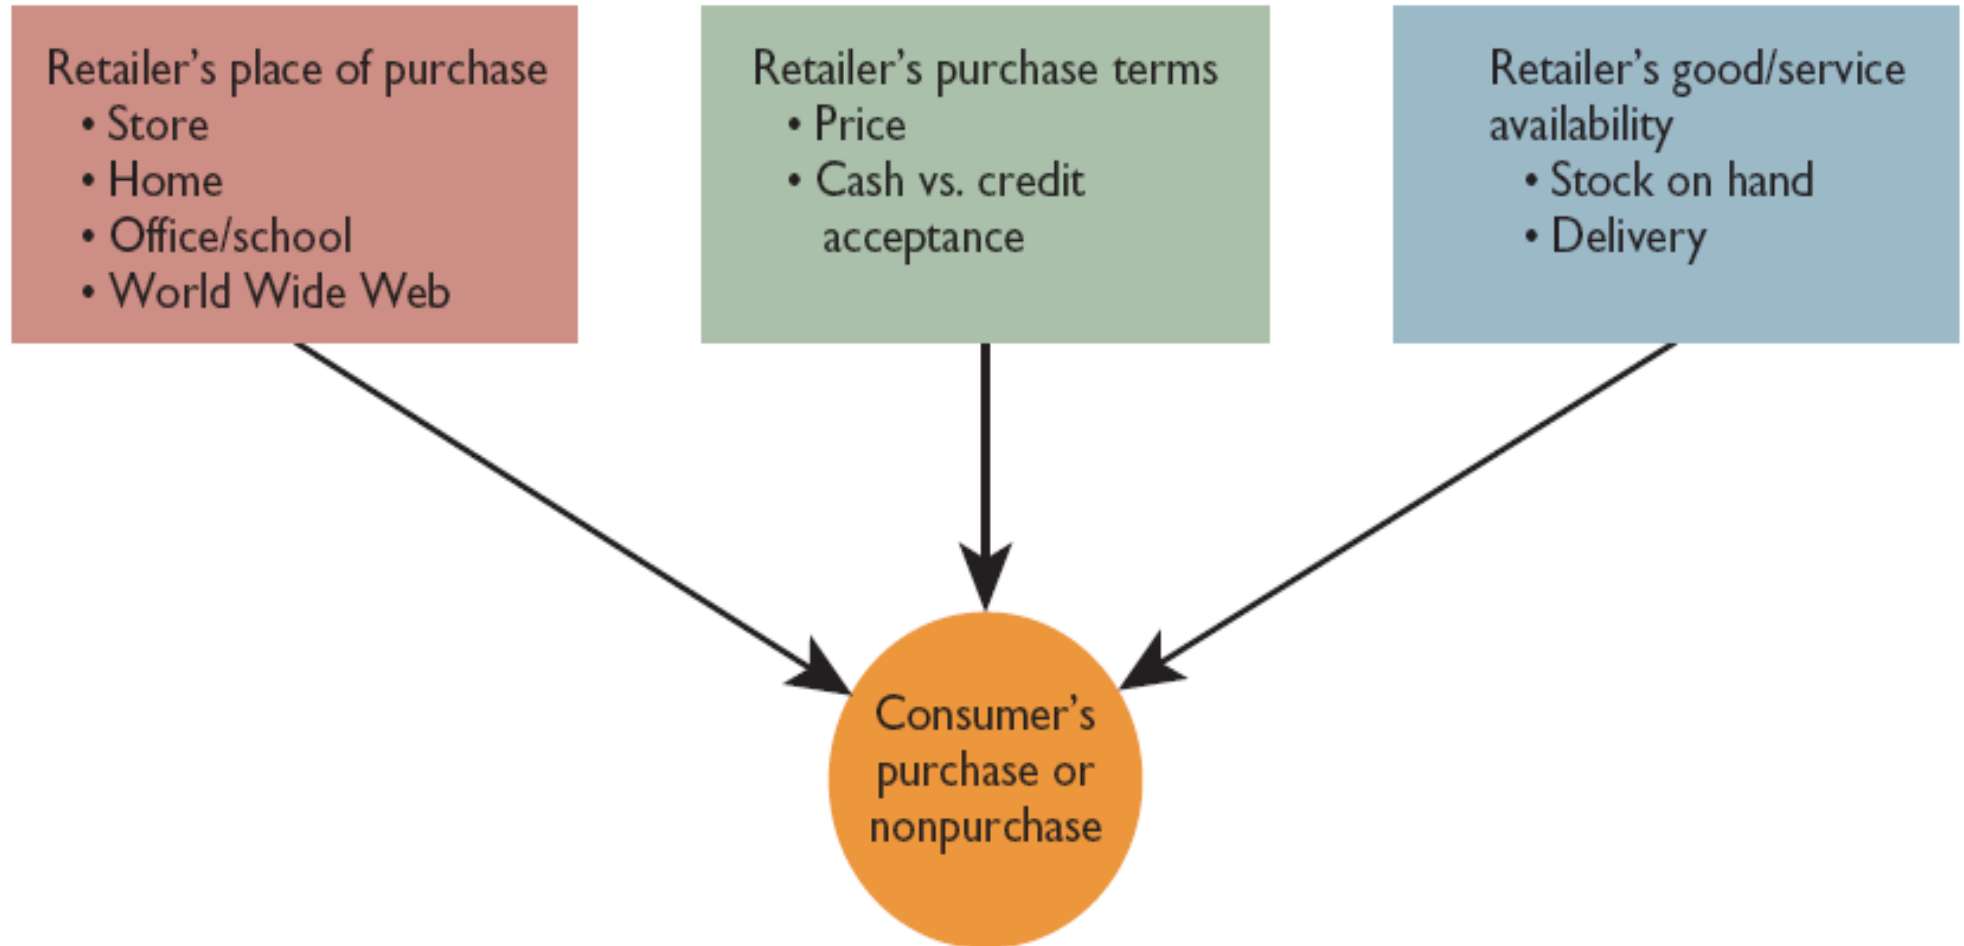 Retailer’s place of purchase
• Store
• Home
• Office/school
• World Wide Web
Retailer’s purchase terms
• Price
• Cash vs. credit
acceptance
Retailer’s good/service
availability
• Stock on hand
• Delivery
Consumer’s
purchase or
nonpurchase